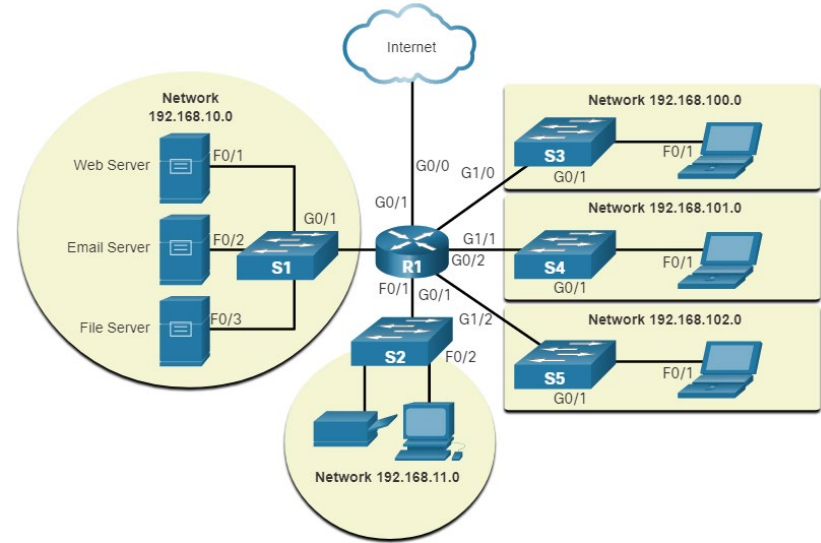 Internet
Network
192.168.10.0
Web Server
F0/1
Email Server
F0/2
File Server
F0/3
G0/1
S1
G0/0
G0/1
G1/0
R1
G1/1
G0/2
F0/1
G0/1
G1/2
S2
F0/2
Network 192.168.11.0
Network 192.168.100.0
S3
G0/1
F0/1
Network 192.168.101.0
S4
G0/1
F0/1
Network 192.168.102.0
S5
G0/1
F0/1